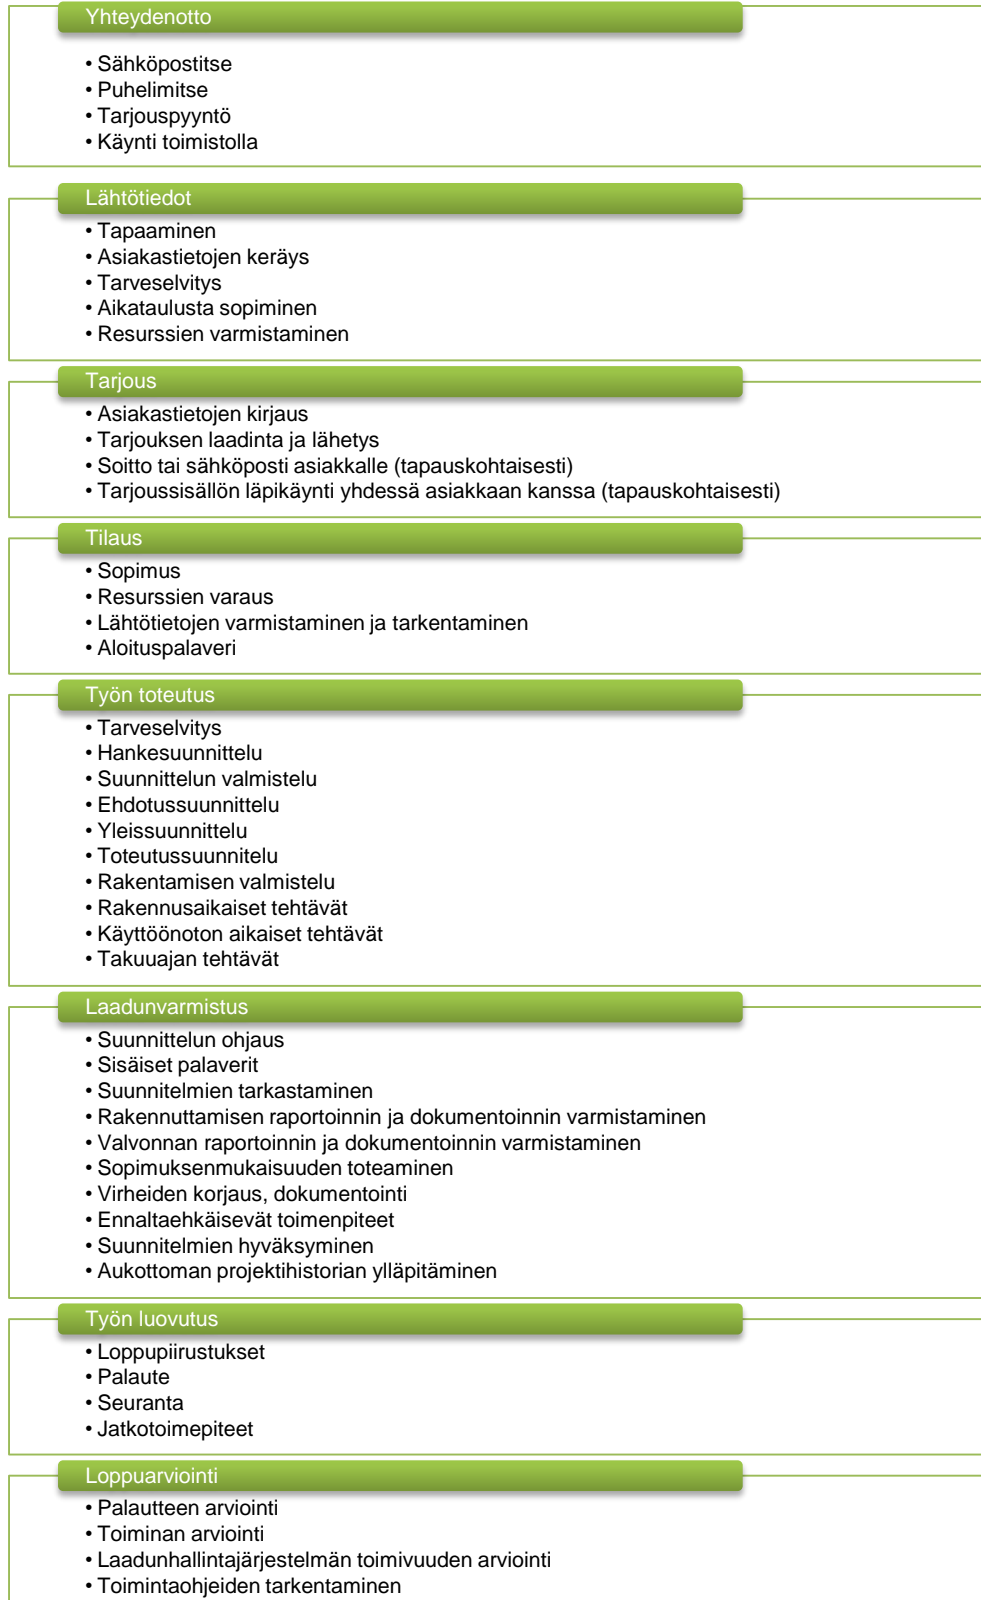 Yhteydenotto
• Sähköpostitse
• Puhelimitse
• Tarjouspyyntö
• Käynti toimistolla
Lähtötiedot
• Tapaaminen
• Asiakastietojen keräys
• Tarveselvitys
• Aikataulusta sopiminen
• Resurssien varmistaminen
Tarjous
• Asiakastietojen kirjaus
• Tarjouksen laadinta ja lähetys
• Soitto tai sähköposti asiakkalle (tapauskohtaisesti)
• Tarjoussisällön läpikäynti yhdessä asiakkaan kanssa (tapauskohtaisesti)
Tilaus
• Sopimus
• Resurssien varaus
• Lähtötietojen varmistaminen ja tarkentaminen
• Aloituspalaveri
Työn toteutus
• Tarveselvitys
• Hankesuunnittelu
• Suunnittelun valmistelu
• Ehdotussuunnittelu
• Yleissuunnittelu
• Toteutussuunnitelu
• Rakentamisen valmistelu
• Rakennusaikaiset tehtävät
• Käyttöönoton aikaiset tehtävät
• Takuuajan tehtävät
Laadunvarmistus
• Suunnittelun ohjaus
• Sisäiset palaverit
• Suunnitelmien tarkastaminen
• Rakennuttamisen raportoinnin ja dokumentoinnin varmistaminen
• Valvonnan raportoinnin ja dokumentoinnin varmistaminen
• Sopimuksenmukaisuuden toteaminen
• Virheiden korjaus, dokumentointi
• Ennaltaehkäisevät toimenpiteet
• Suunnitelmien hyväksyminen
• Aukottoman projektihistorian ylläpitäminen
Työn luovutus
• Loppupiirustukset
• Palaute
• Seuranta
• Jatkotoimepiteet
Loppuarviointi
• Palautteen arviointi
• Toiminan arviointi
• Laadunhallintajärjestelmän toimivuuden arviointi
• Toimintaohjeiden tarkentaminen